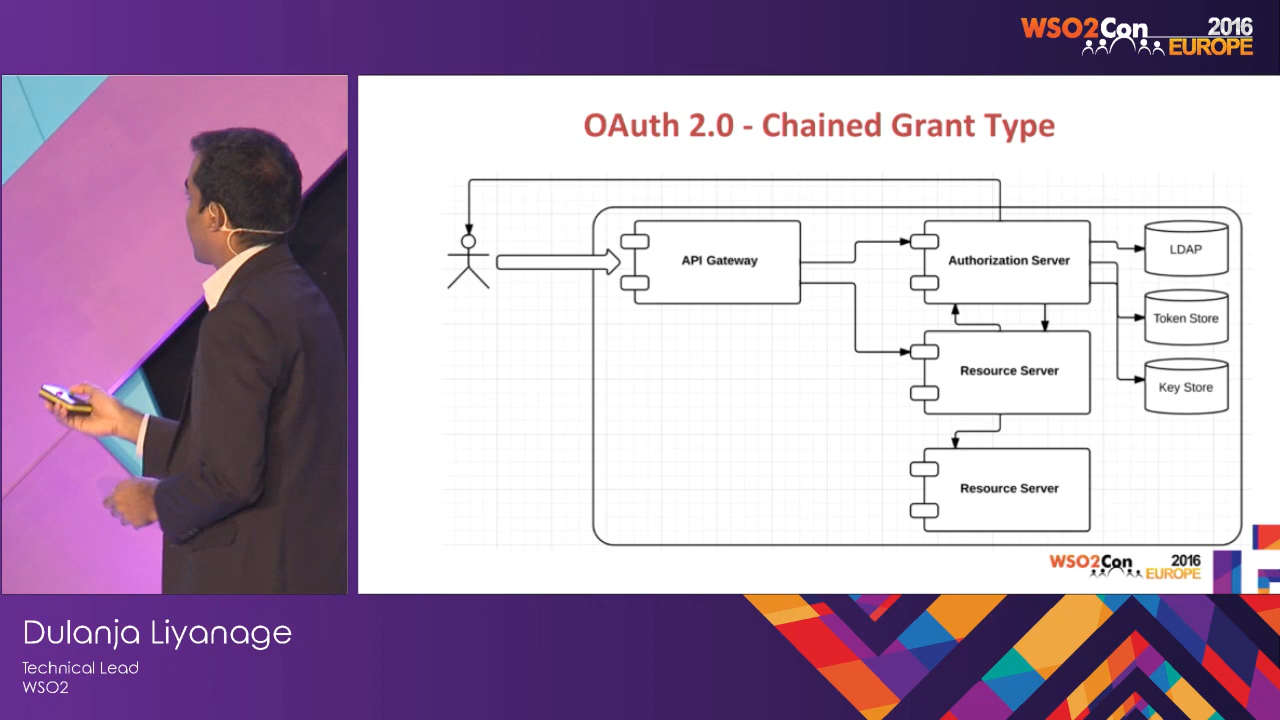 WSO2Con 2016
EUROPE
OAuth 2.0 - Chained Grant Type
API Gateway
Authorization Server
LDAP
Token Store
Resource Server
Key Store
Resource Server
WSO2Con 2016
EUROPE
Dulanja Liyanage
Technical Lead
WSO2